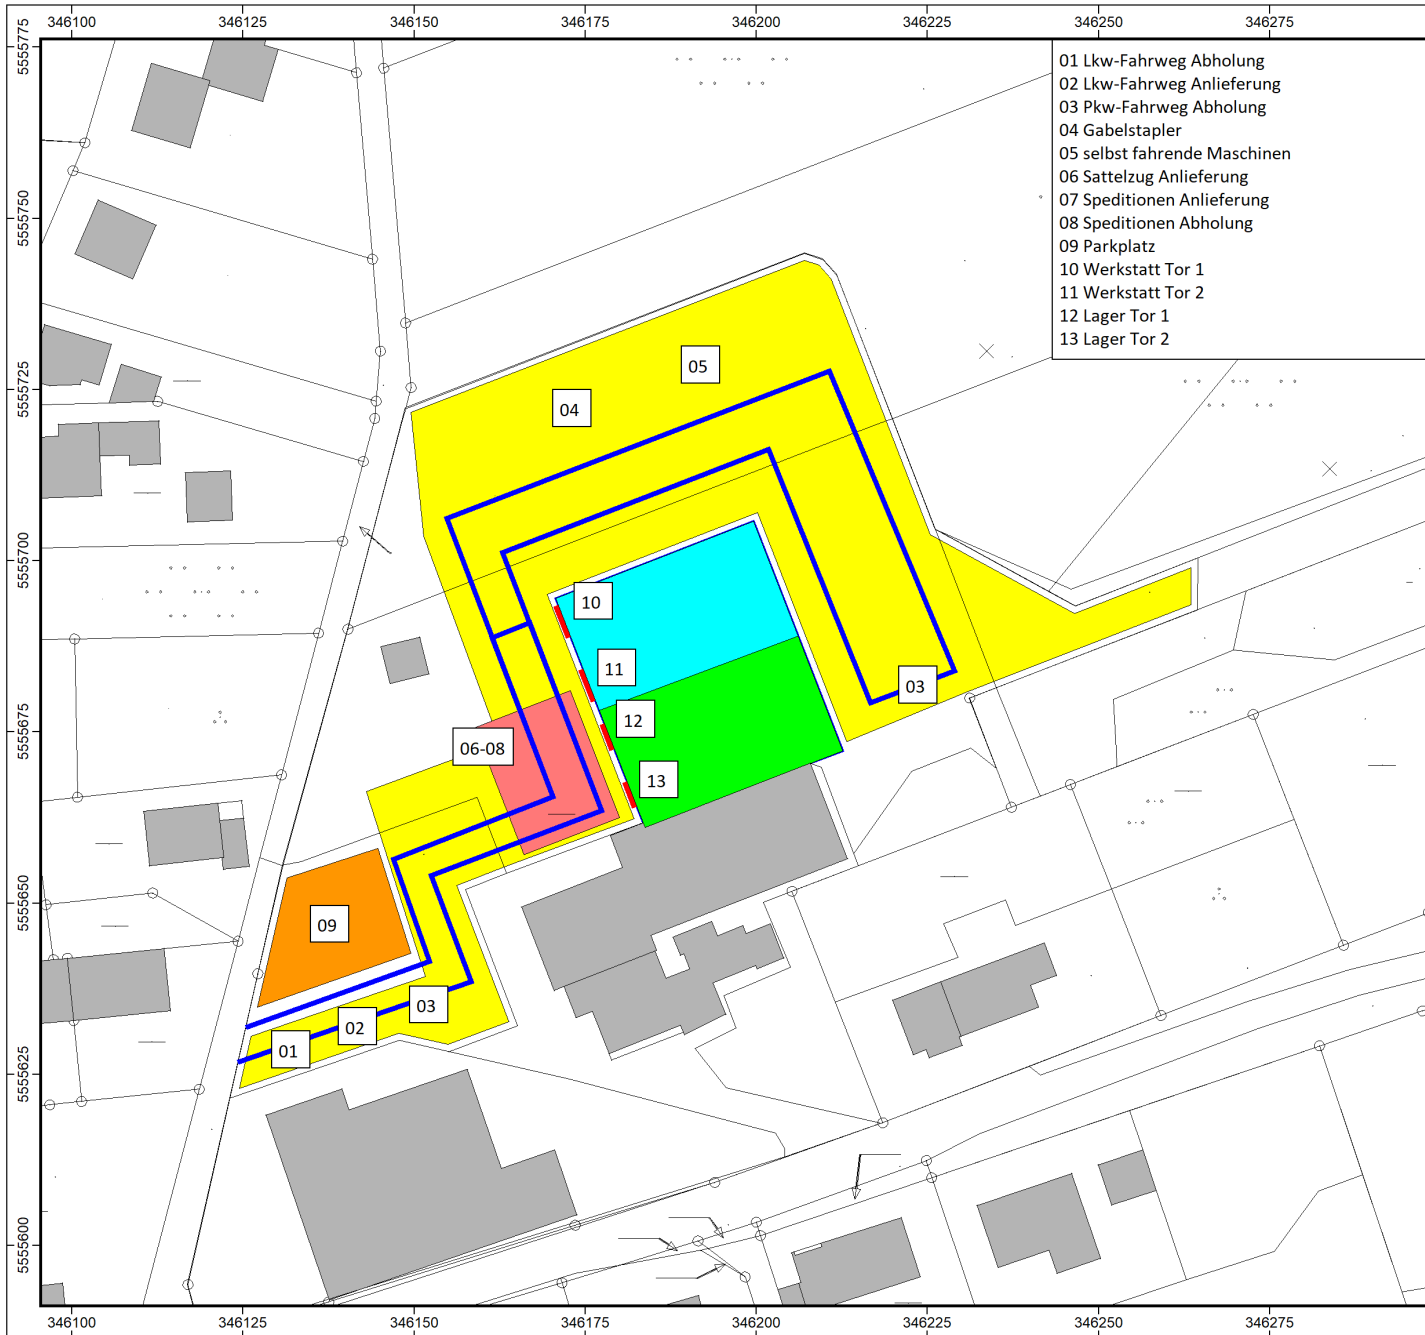 346100 346125 346150 346175 346200 346225 346250 346275
5555775
5555750
5555725
5555700
5555675
5555650
5555625
5555600
01 Lkw-Fahrweg Abholung
02 Lkw-Fahrweg Anlieferung
03 Pkw-Fahrweg Abholung
04 Gabelstapler
05 selbst fahrende Maschinen
06 Sattelzug Anlieferung
07 Speditionen Anlieferung
08 Speditionen Abholung
09 Parkplatz
10 Werkstatt Tor 1
11 Werkstatt Tor 2
12 Lager Tor 1
13 Lager Tor 2
05
04
10
11
03
12
06-08
13
09
03
02
01
346100 346125 346150 346175 346200 346225 346250 346275